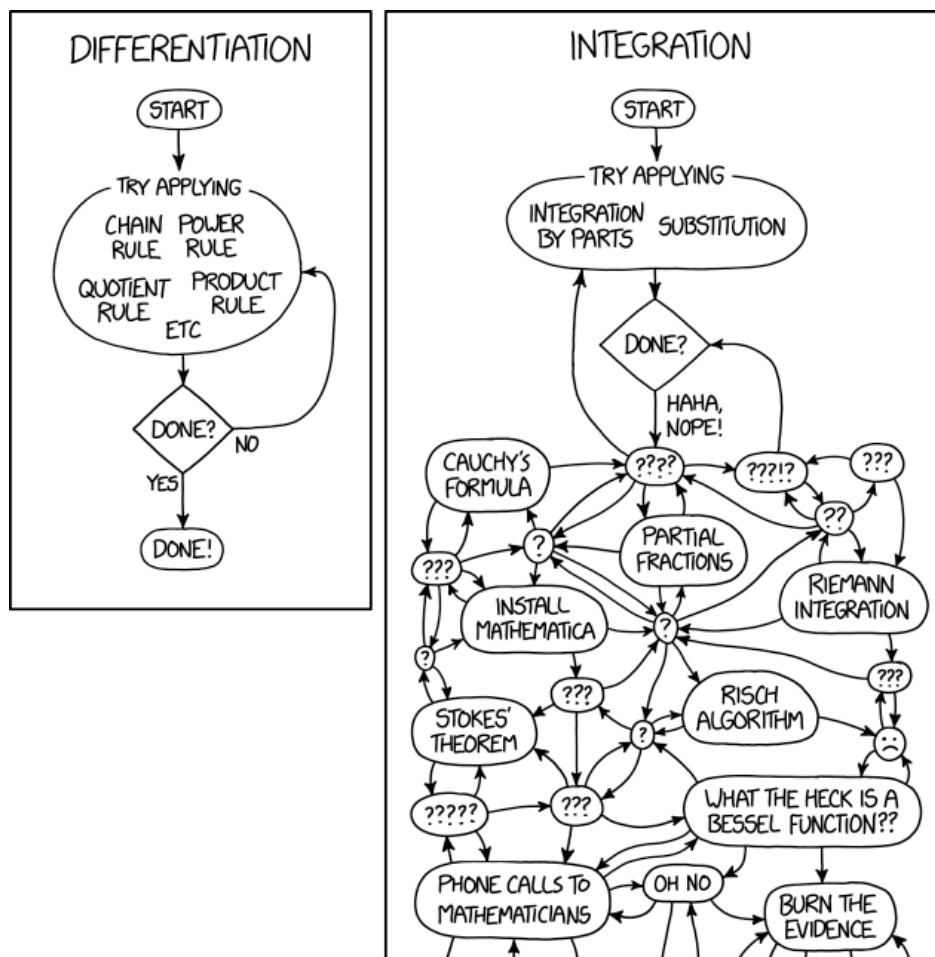 DIFFERENTIATION
START
TRY APPLYING
CHAIN
RULE
POWER
RULE
QUOTIENT
RULE
PRODUCT
RULE
ETC
DONE?
NO
YES
DONE!
INTEGRATION
START
TRY APPLYING
INTEGRATION
BY PARTS
SUBSTITUTION
DONE?
HAHA,
NOPE!
CAUCHY'S
FORMULA
????
???!?
???
??
?
PARTIAL
FRACTIONS
???
RIEMANN
INTEGRATION
INSTALL
MATHEMATICA
?
?
???
???
RISCH
ALGORITHM
STOKES'
THEOREM
?
?????
???
WHAT THE HECK IS A
BESSEL FUNCTION??
PHONE CALLS TO
MATHEMATICIANS
OH NO
BURN THE
EVIDENCE